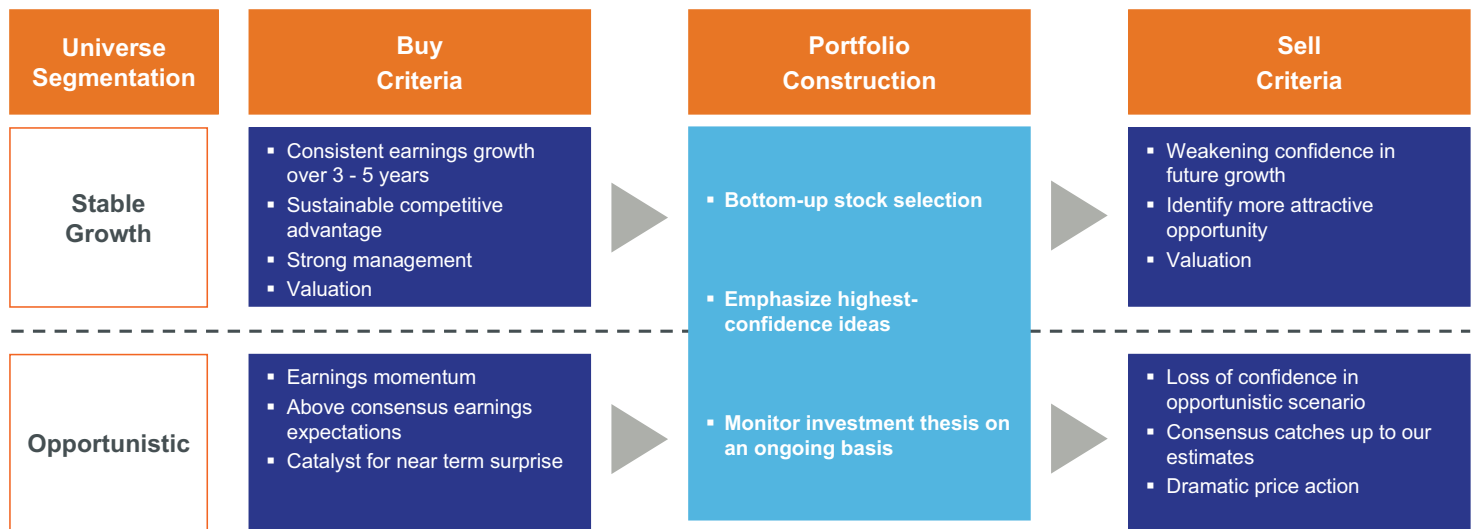 Universe
Segmentation
Buy
Criteria
Portfolio
Construction
Sell
Criteria
Stable
Growth
▪ Consistent earnings growth
over 3 - 5 years
▪ Sustainable competitive
advantage
▪ Strong management
▪ Valuation
▪ Bottom-up stock selection
▪ Emphasize highest-
confidence ideas
▪ Monitor investment thesis on
an ongoing basis
▪ Weakening confidence in
future growth
▪ Identify more attractive
opportunity
▪ Valuation
Opportunistic
▪ Earnings momentum
▪ Above consensus earnings
expectations
▪ Catalyst for near term surprise
▪ Loss of confidence in
opportunistic scenario
▪ Consensus catches up to our
estimates
▪ Dramatic price action